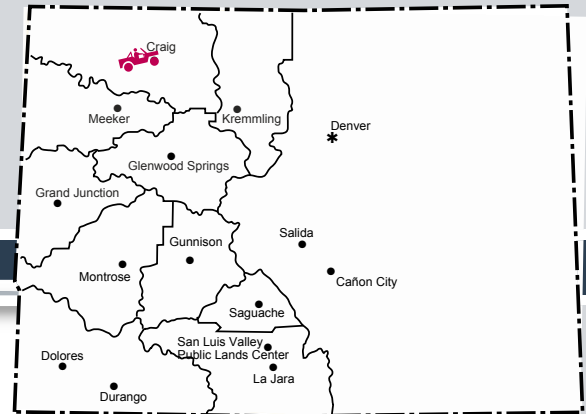 Craig
Meeker
Kremmling
Denver
Glenwood Springs
Grand Junction
Salida
Gunnison
Montrose
Cañon City
Saguache
San Luis Valley
Public Lands Center
Dolores
La Jara
Durango